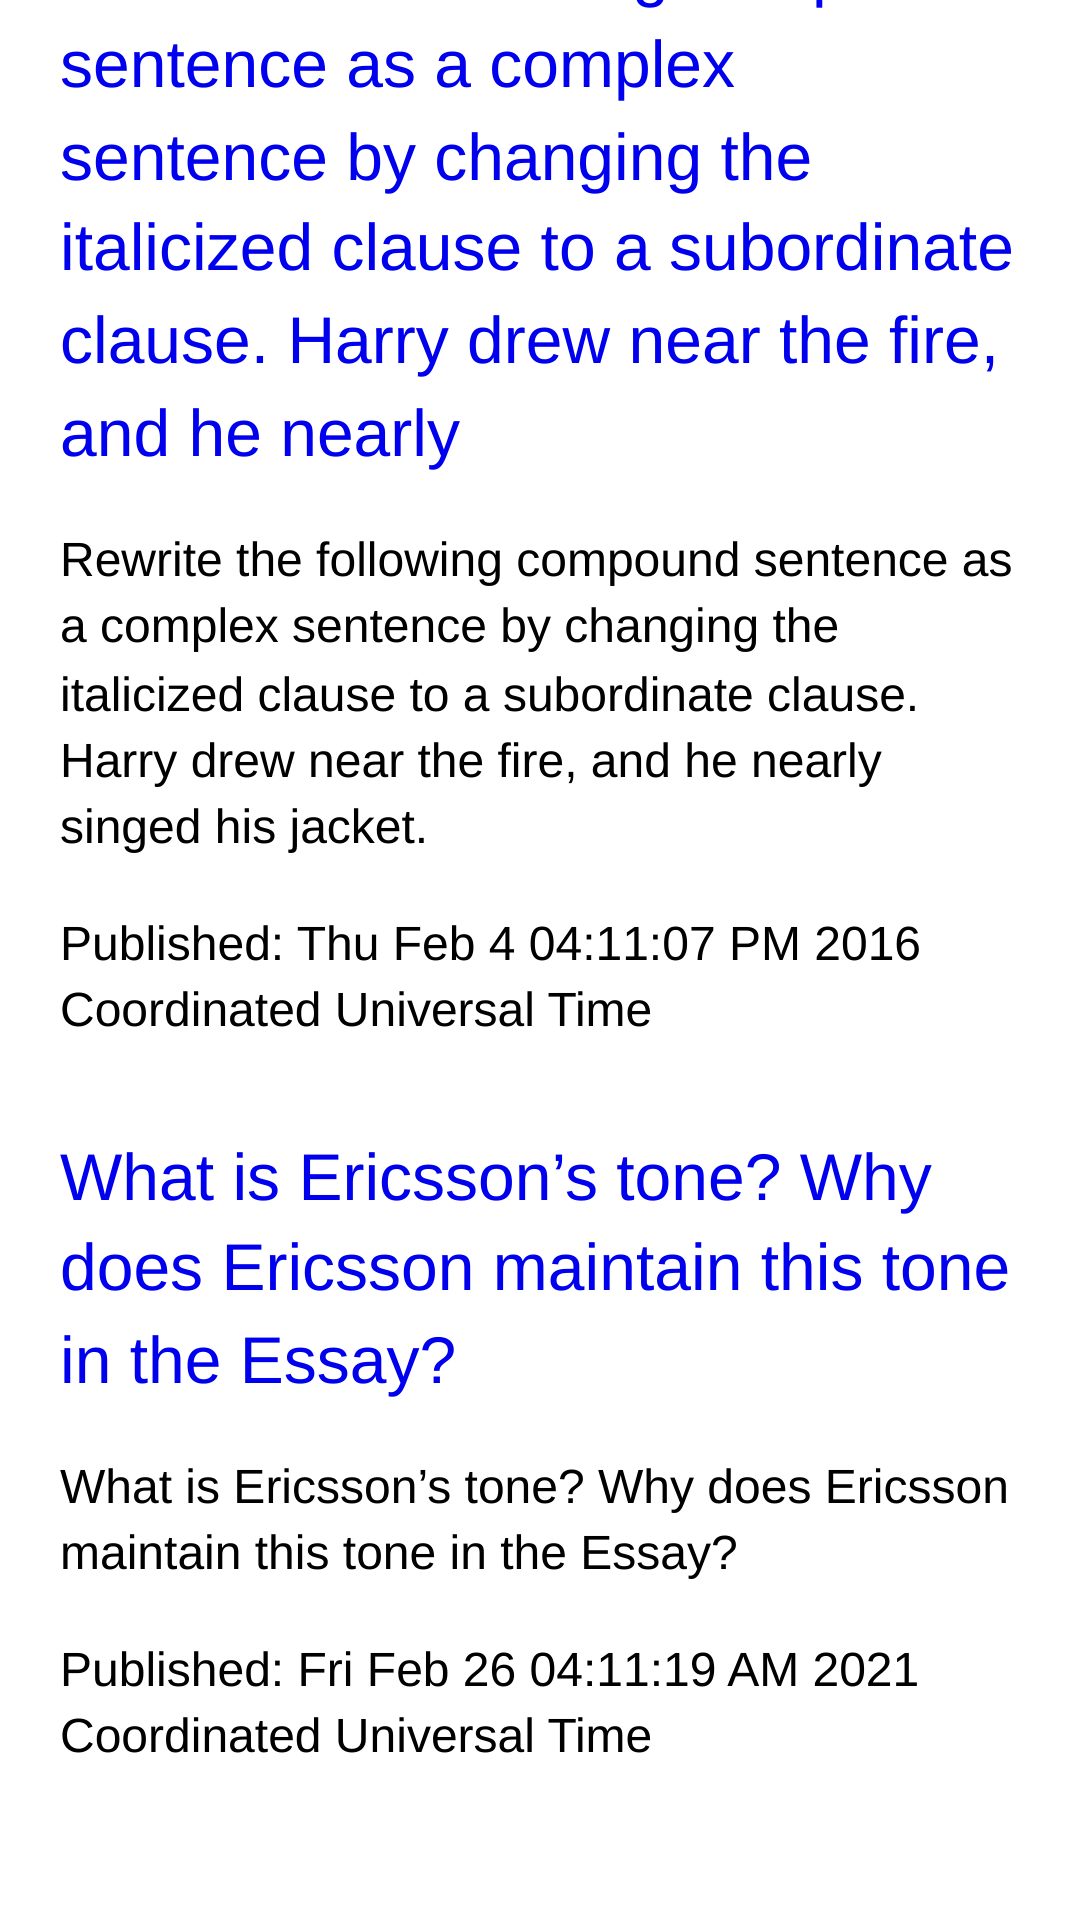 sentence as a complex
sentence by changing the
italicized clause to a subordinate
clause. Harry drew near the fire,
and he nearly
Rewrite the following compound sentence as
a complex sentence by changing the
italicized clause to a subordinate clause.
Harry drew near the fire, and he nearly
singed his jacket.
Published: Thu Feb 4 04:11:07 PM 2016
Coordinated Universal Time
What is Ericsson’s tone? Why
does Ericsson maintain this tone
in the Essay?
What is Ericsson’s tone? Why does Ericsson
maintain this tone in the Essay?
Published: Fri Feb 26 04:11:19 AM 2021
Coordinated Universal Time